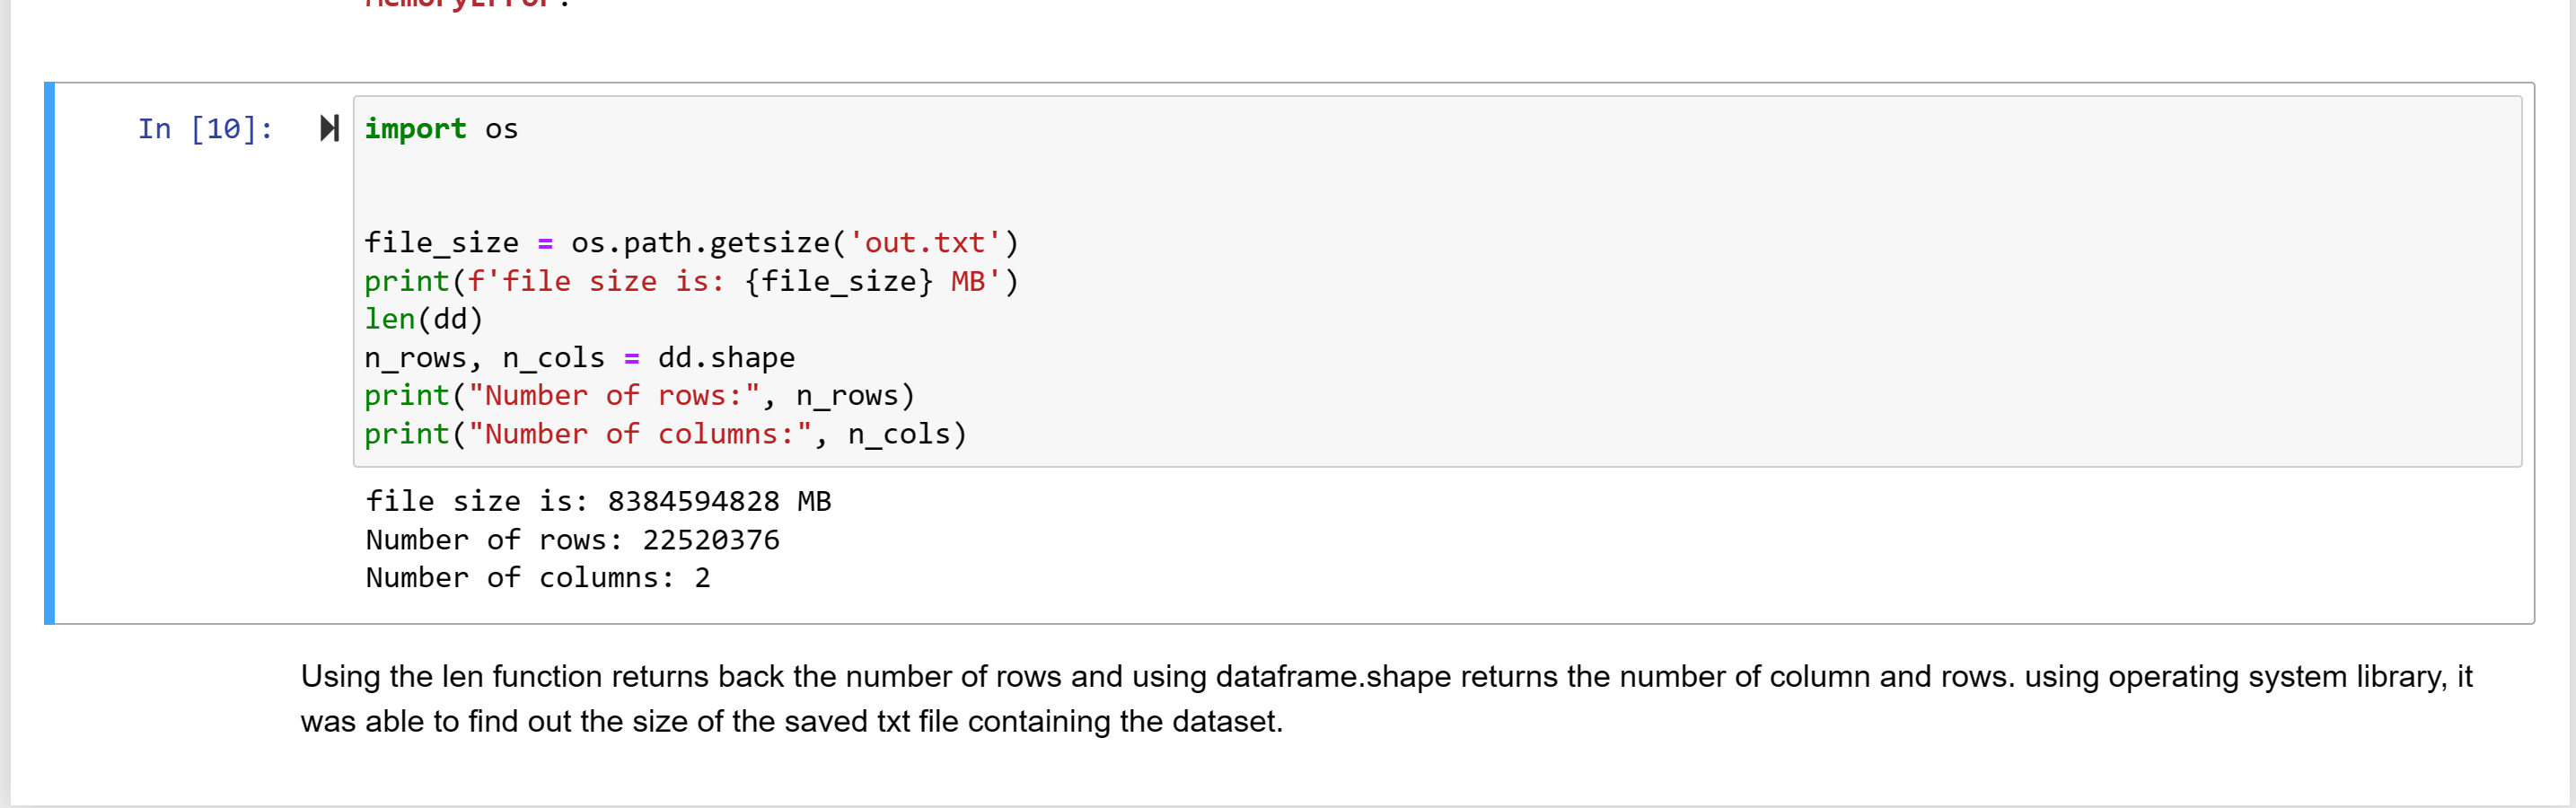 MemoryError:
In [10]:
import os
file_size = os.path.getsize('out.txt')
print(f'file size is: {file_size} MB')
len(dd)
n_rows, n_cols = dd.shape
print("Number of rows:", n_rows)
print("Number of columns:", n_cols)
file size is: 8384594828 MB
Number of rows: 22520376
Number of columns: 2
Using the len function returns back the number of rows and using dataframe.shape returns the number of column and rows. using operating system library, it
was able to find out the size of the saved txt file containing the dataset.